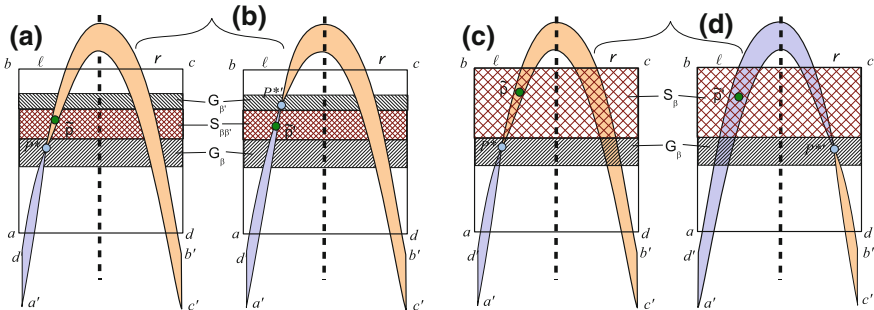 (a) (b) (c) (d)
b ℓ r c b ℓ r c b ℓ r c b ℓ r c
G_β' P*'
p̃ S_ββ' p̃' p̃ S_β p̃'
P* G_β P* G_β P*'
a d a d a d a d
d' b' d' b' d' b' d' b'
a' c' a' c' a' c' a' c'